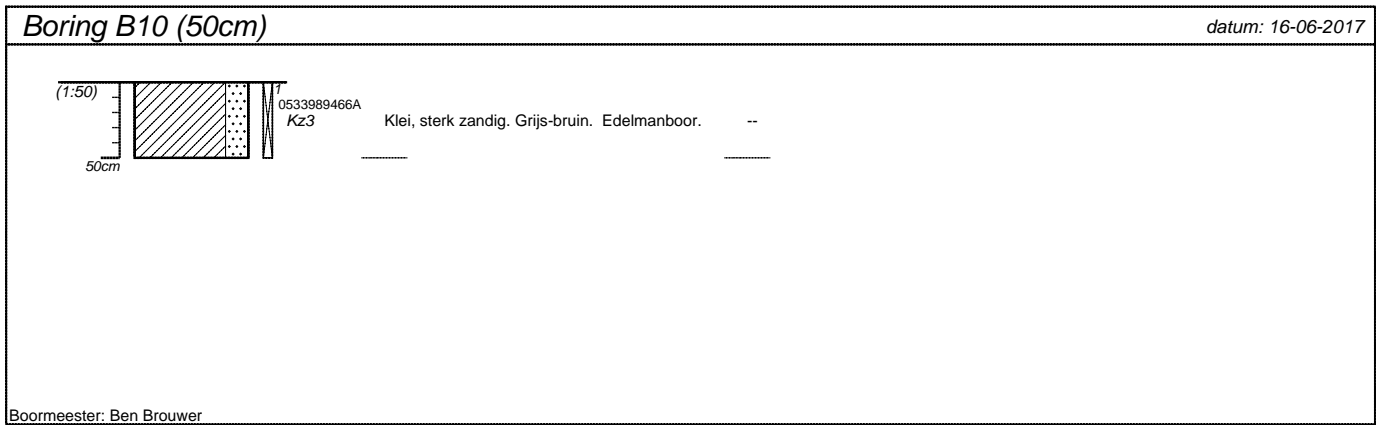 Boring B10 (50cm)
datum: 16-06-2017
(1:50)
1
0533989466A
Kz3 Klei, sterk zandig. Grijs-bruin. Edelmanboor. --
50cm
Boormeester: Ben Brouwer